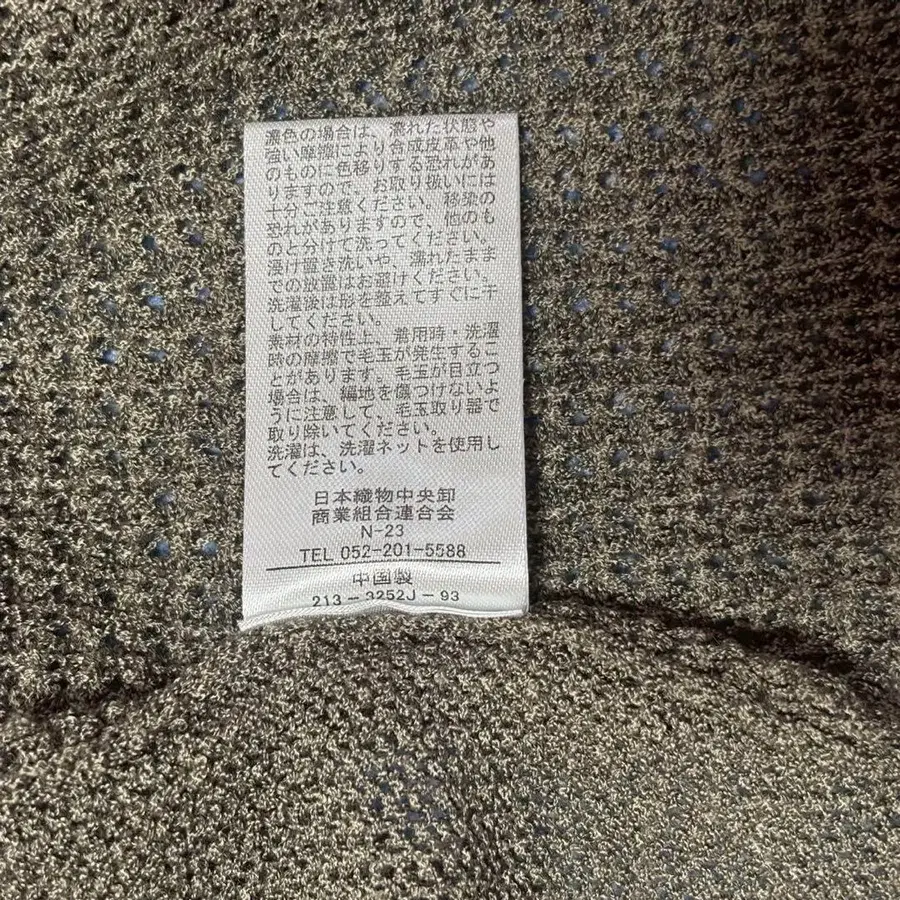 濃色の場合は、濡れた状態や
強い摩擦により合成皮革や他
のものに色移りする恐れがあ
りますので、お取り扱いには
十分ご注意ください。移染の
恐れがありますので、他のも
のと分けて洗ってください。
浸け置き洗いや、濡れたまま
での放置はお避けください。
洗濯後は形を整えてすぐに干
してください。
素材の特性上、着用時・洗濯
時の摩擦で毛玉が発生するこ
とがあります。毛玉が目立つ
場合は、編地を傷つけないよ
うに注意して、毛玉取り器で
取り除いてください。
洗濯は、洗濯ネットを使用し
てください。
日本織物中央卸
商業組合連合会
N-23
TEL 052-201-5588
中国製
213-3252J-93